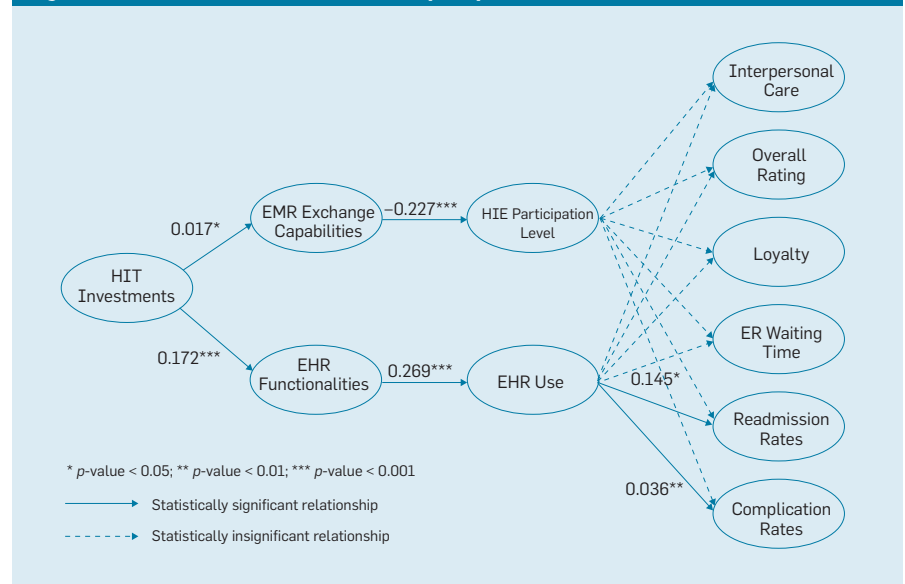 Interpersonal
Care
Overall
Rating
EMR Exchange
Capabilities
−0.227***
HIE Participation
Level
0.017*
Loyalty
HIT
Investments
ER Waiting
Time
0.172***
EHR
Functionalities
0.269***
EHR Use
0.145*
Readmission
Rates
* p-value < 0.05; ** p-value < 0.01; *** p-value < 0.001
0.036**
Statistically significant relationship
Complication
Rates
Statistically insignificant relationship